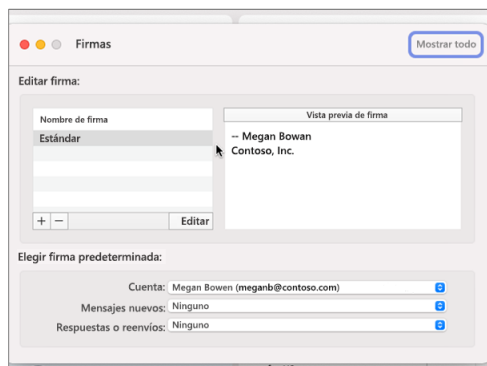 Firmas
Mostrar todo
Editar firma:
Nombre de firma
Estándar
+ −
Editar
Vista previa de firma
-- Megan Bowan
Contoso, Inc.
Elegir firma predeterminada:
Cuenta: Megan Bowen (meganb@contoso.com)
Mensajes nuevos: Ninguno
Respuestas o reenvíos: Ninguno